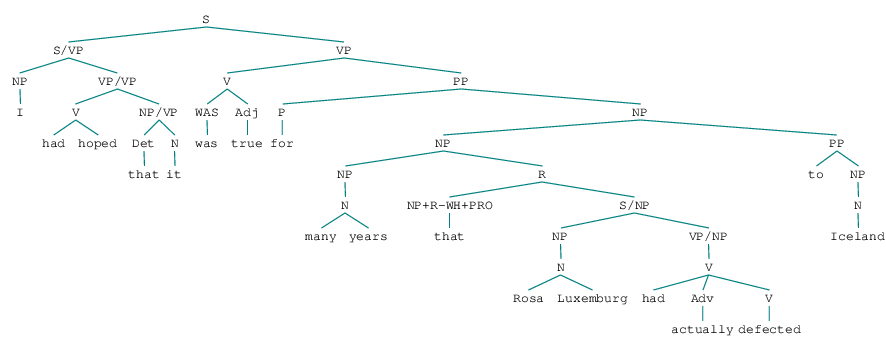 S
S/VP VP
NP VP/VP V PP
I V NP/VP WAS Adj P NP
had hoped Det N was true for NP PP
that it NP R to NP
N NP+R-WH+PRO S/NP N
many years that NP VP/NP Iceland
N V
Rosa Luxemburg had Adv V
actually defected